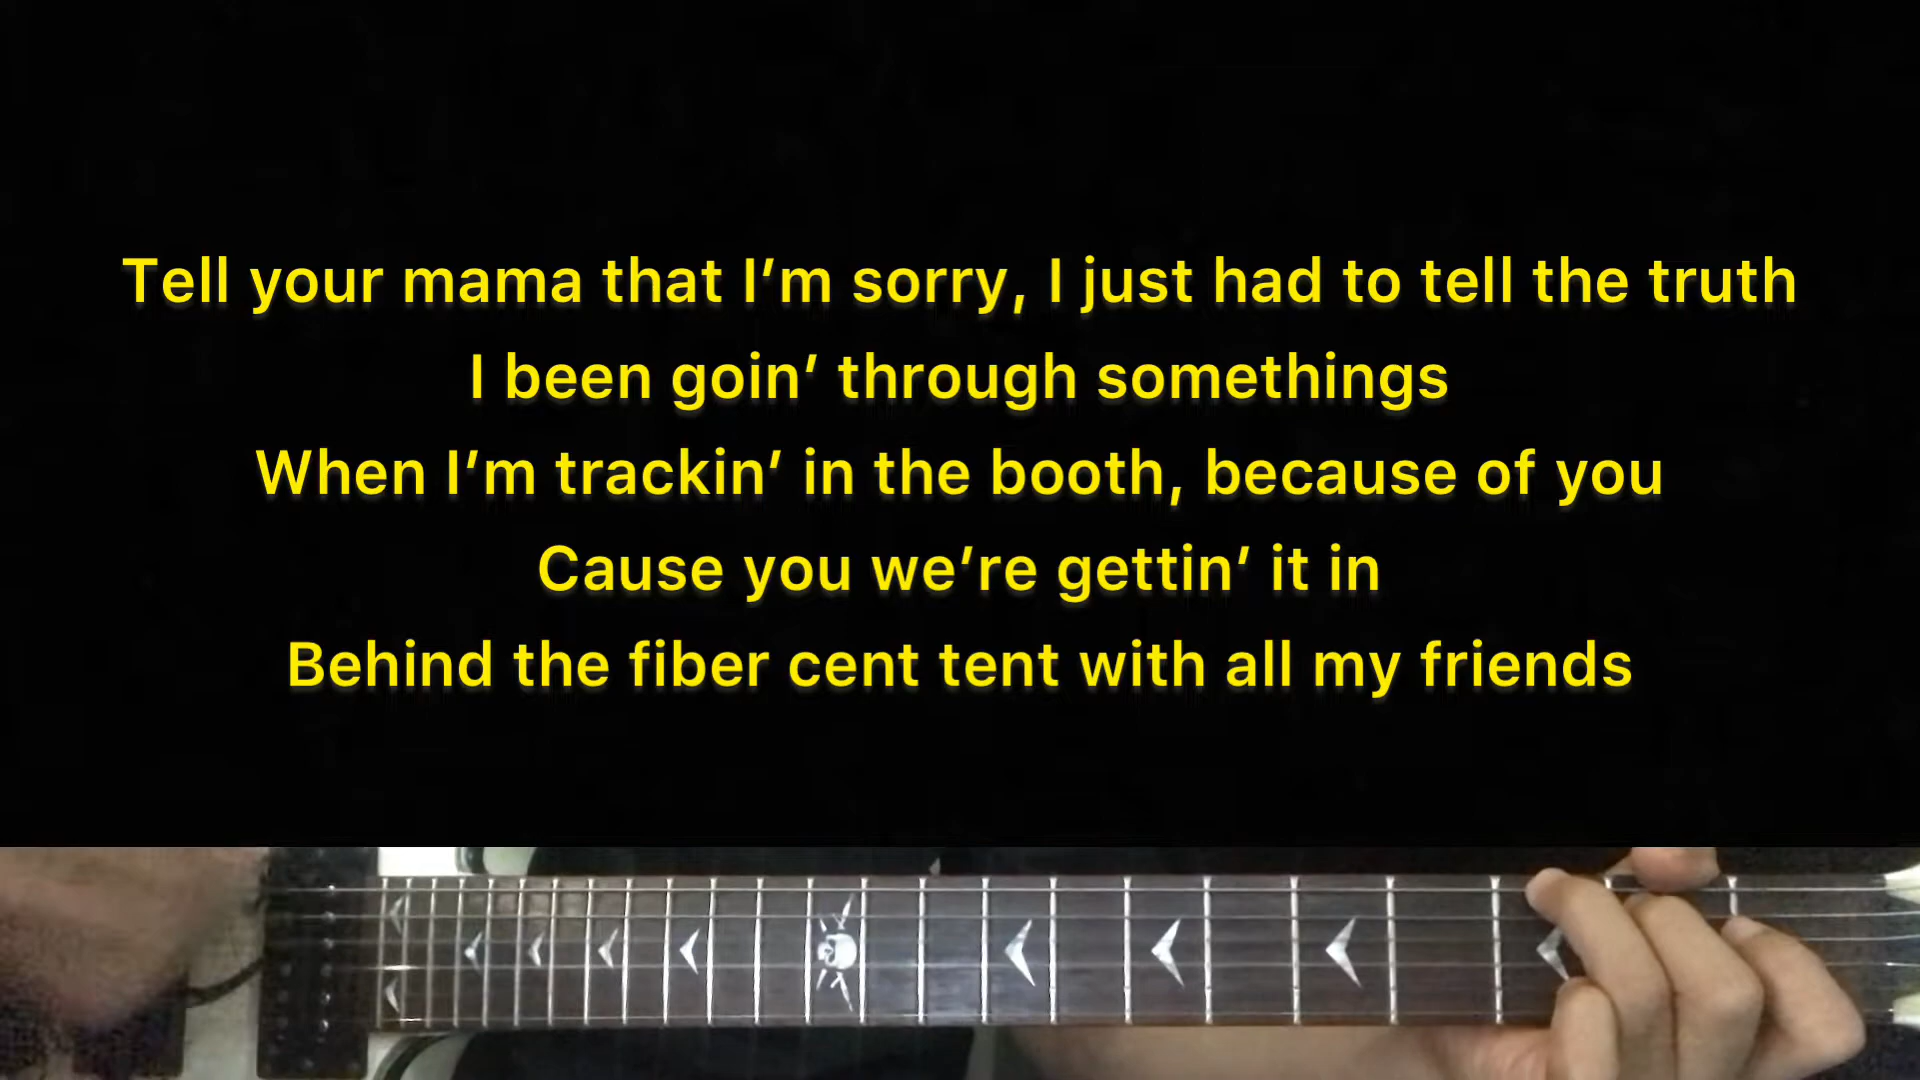 Tell your mama that I’m sorry, I just had to tell the truth
I been goin’ through somethings
When I’m trackin’ in the booth, because of you
Cause you we’re gettin’ it in
Behind the fiber cent tent with all my friends